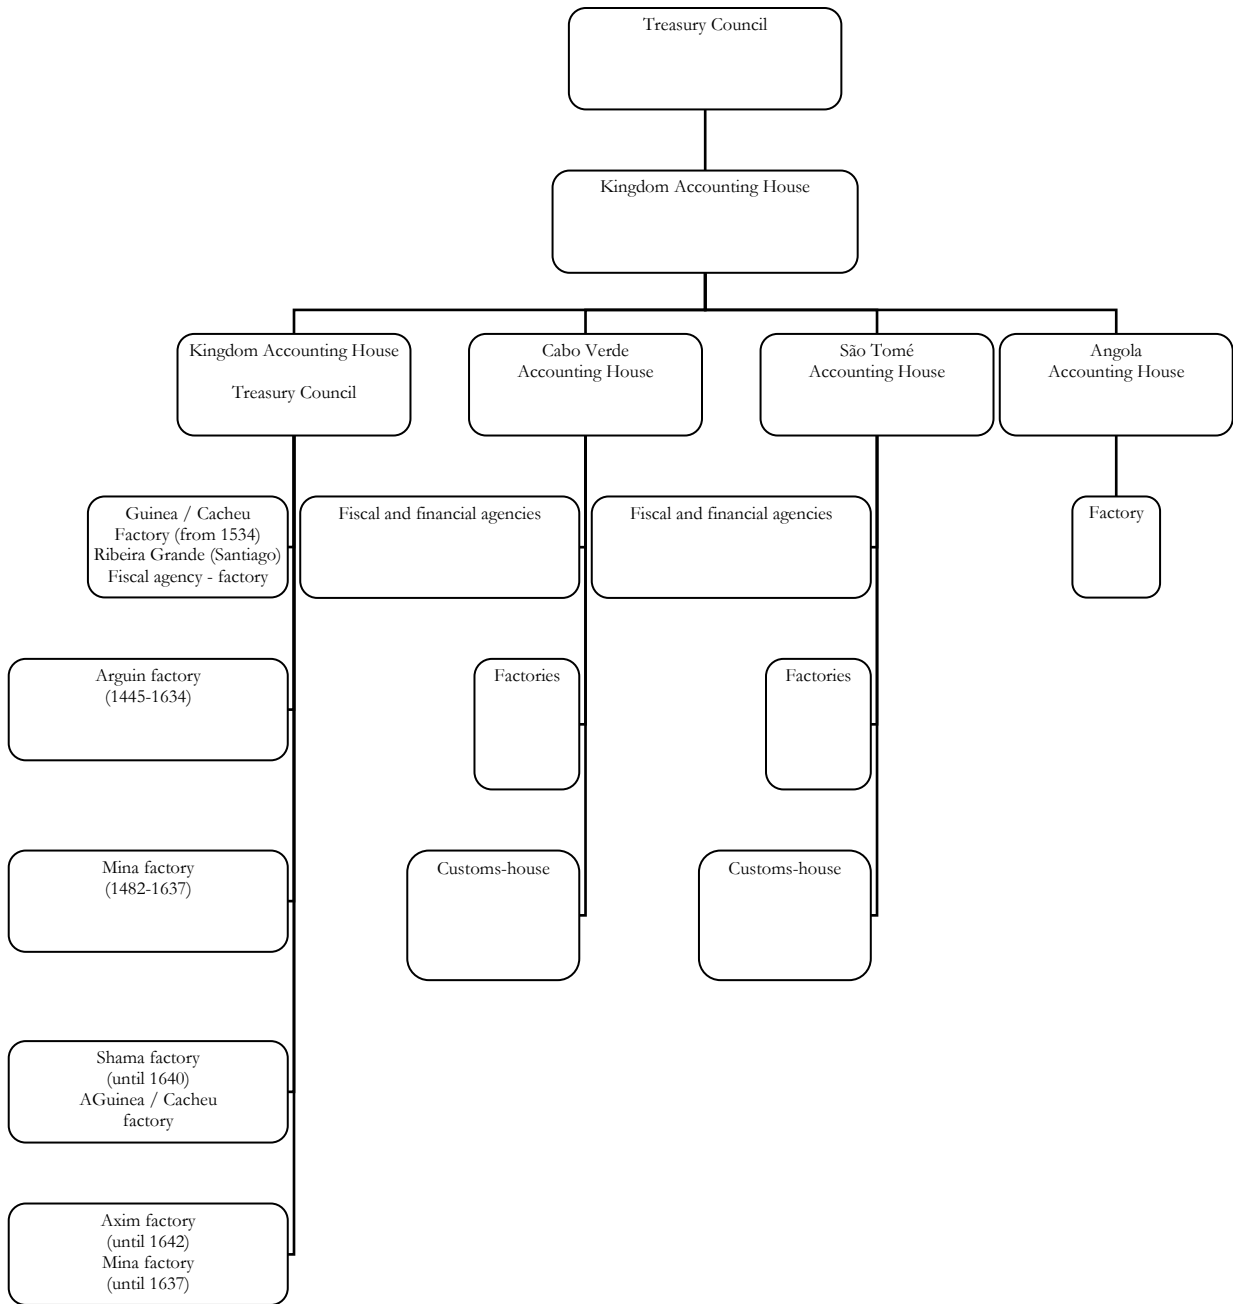 Treasury Council
Kingdom Accounting House
Kingdom Accounting House
Treasury Council
Cabo Verde
Accounting House
São Tomé
Accounting House
Angola
Accounting House
Guinea / Cacheu
Factory (from 1534)
Ribeira Grande (Santiago)
Fiscal agency - factory
Fiscal and financial agencies
Fiscal and financial agencies
Factory
Arguin factory
(1445-1634)
Factories
Factories
Mina factory
(1482-1637)
Customs-house
Customs-house
Shama factory
(until 1640)
AGuinea / Cacheu
factory
Axim factory
(until 1642)
Mina factory
(until 1637)